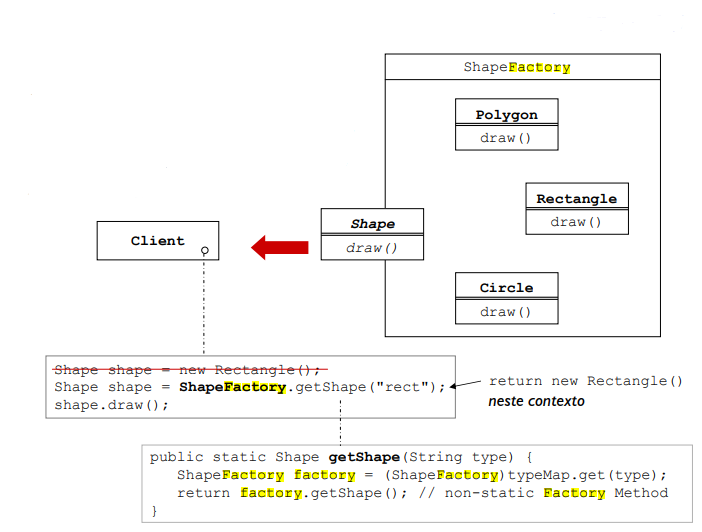 ShapeFactory
Polygon
draw()
Rectangle
draw()
Shape
draw()
Client
Circle
draw()
Shape shape = new Rectangle();
Shape shape = ShapeFactory.getShape("rect");
shape.draw();
return new Rectangle()
neste contexto
public static Shape getShape(String type) {
ShapeFactory factory = (ShapeFactory)typeMap.get(type);
return factory.getShape(); // non-static Factory Method
}